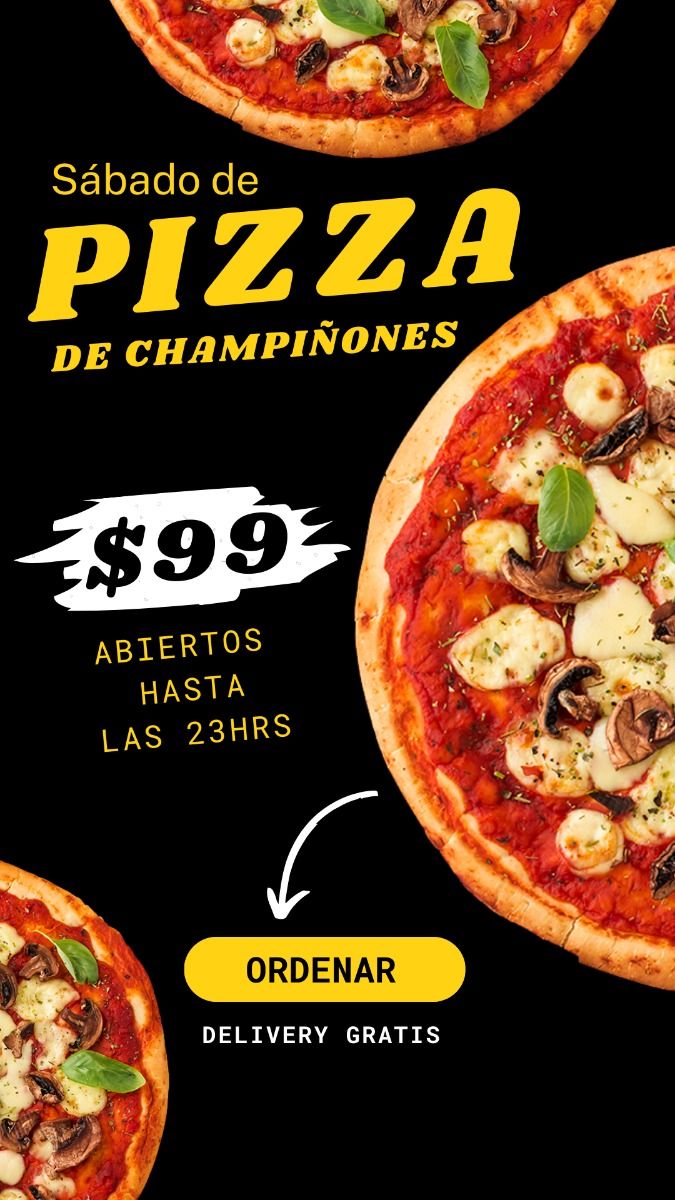 Sábado de
PIZZA
DE CHAMPIÑONES
$99
ABIERTOS
HASTA
LAS 23HRS
ORDENAR
DELIVERY GRATIS